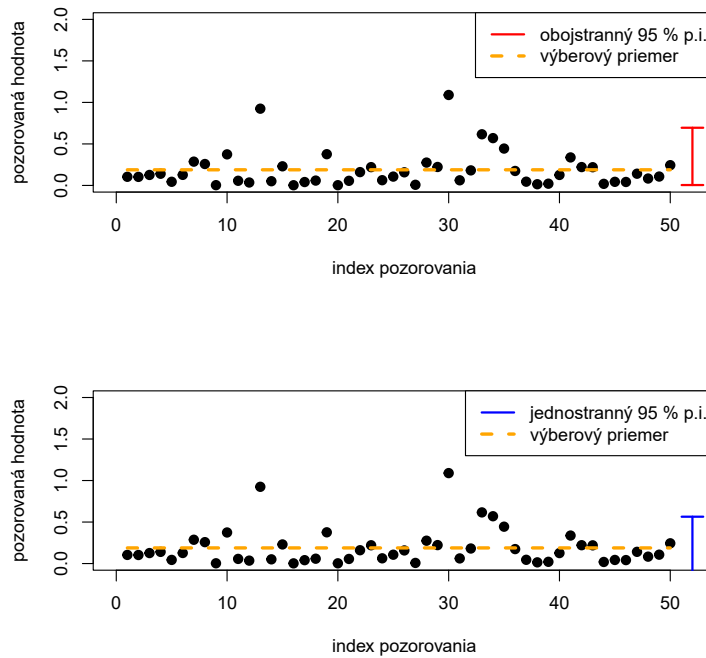 pozorovaná hodnota
2.0
1.5
1.0
0.5
0.0
obojstranný 95 % p.i.
výberový priemer
0 10 20 30 40 50
index pozorovania
pozorovaná hodnota
2.0
1.5
1.0
0.5
0.0
jednostranný 95 % p.i.
výberový priemer
0 10 20 30 40 50
index pozorovania